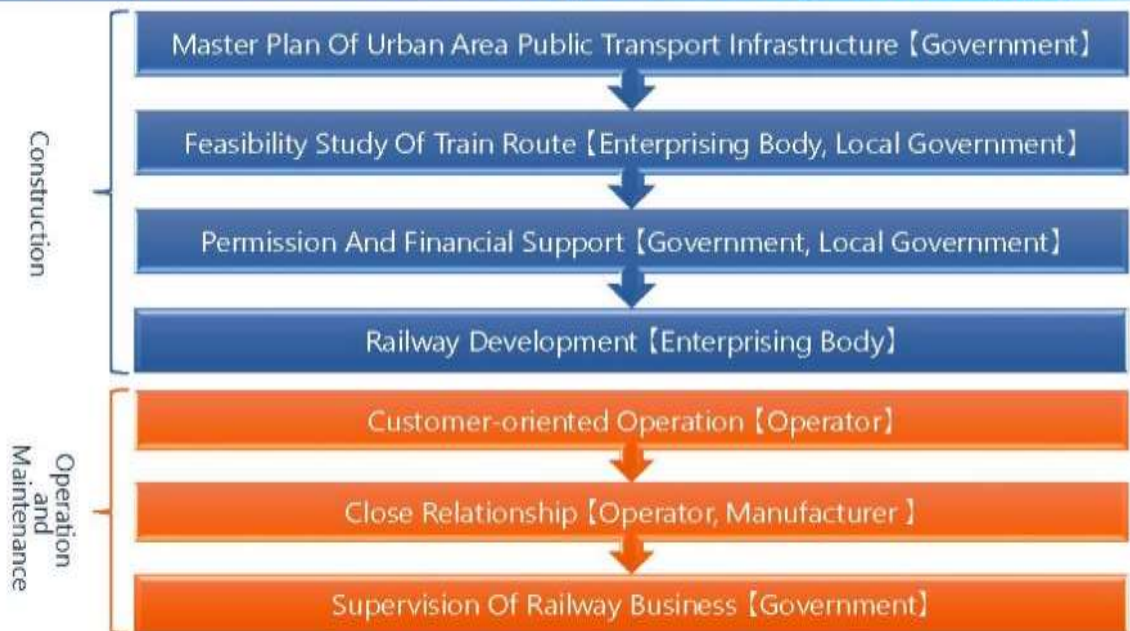 Construction
Master Plan Of Urban Area Public Transport Infrastructure【Government】
Feasibility Study Of Train Route【Enterprising Body, Local Government】
Permission And Financial Support【Government, Local Government】
Railway Development【Enterprising Body】
Operation
and
Maintenance
Customer-oriented Operation【Operator】
Close Relationship【Operator, Manufacturer 】
Supervision Of Railway Business【Government】